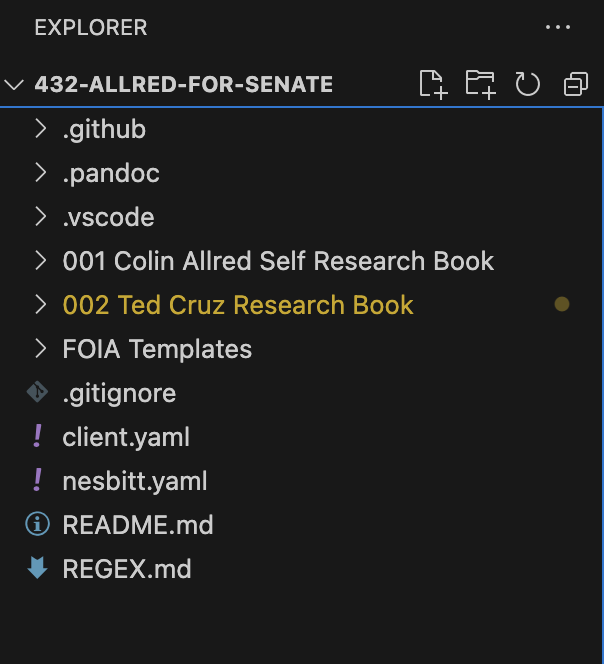 EXPLORER
432-ALLRED-FOR-SENATE
.github
.pandoc
.vscode
001 Colin Allred Self Research Book
002 Ted Cruz Research Book
FOIA Templates
.gitignore
! client.yaml
! nesbitt.yaml
README.md
REGEX.md